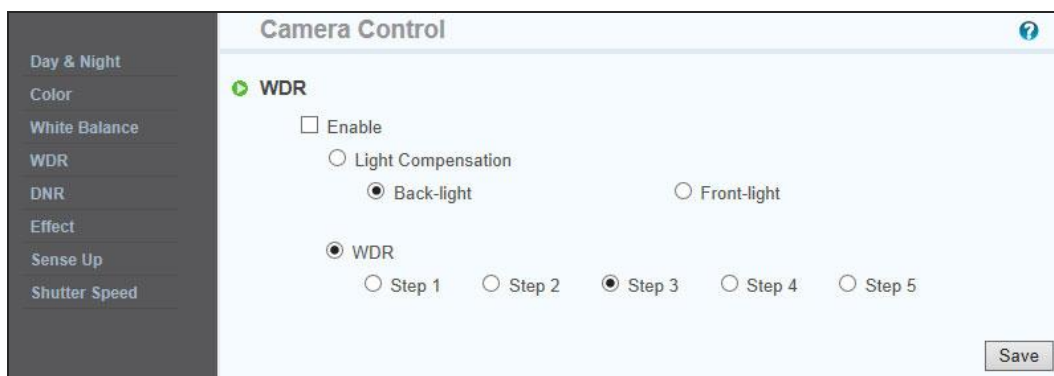 Camera Control
?
Day & Night
Color
White Balance
WDR
DNR
Effect
Sense Up
Shutter Speed
WDR
Enable
Light Compensation
Back-light Front-light
WDR
Step 1 Step 2 Step 3 Step 4 Step 5
Save